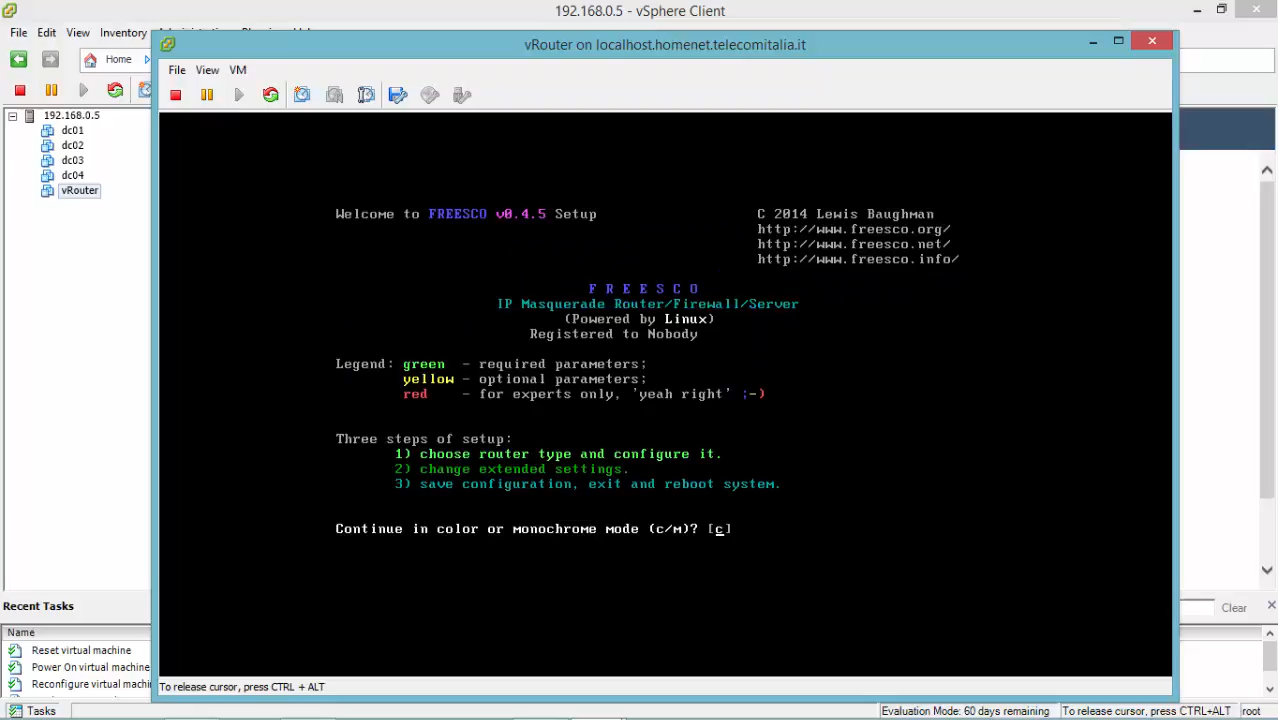 192.168.0.5 - vSphere Client
File Edit View Inventory
vRouter on localhost.homenet.telecomitalia.it
Home
File View VM
192.168.0.5
dc01
dc02
dc03
dc04
vRouter
Welcome to FREESCO v0.4.5 Setup
C 2014 Lewis Baughman
http://www.freesco.org/
http://www.freesco.net/
http://www.freesco.info/
F R E E S C O
IP Masquerade Router/Firewall/Server
(Powered by Linux)
Registered to Nobody
Legend: green - required parameters;
yellow - optional parameters;
red - for experts only, 'yeah right' ;-)
Three steps of setup:
1) choose router type and configure it.
2) change extended settings.
3) save configuration, exit and reboot system.
Continue in color or monochrome mode (c/m)? [c]
Recent Tasks
Clear
Name
Reset virtual machine
Power On virtual machine
Reconfigure virtual machin
To release cursor, press CTRL + ALT
Tasks
Evaluation Mode: 60 days remaining
To release cursor, press CTRL+ALT
root